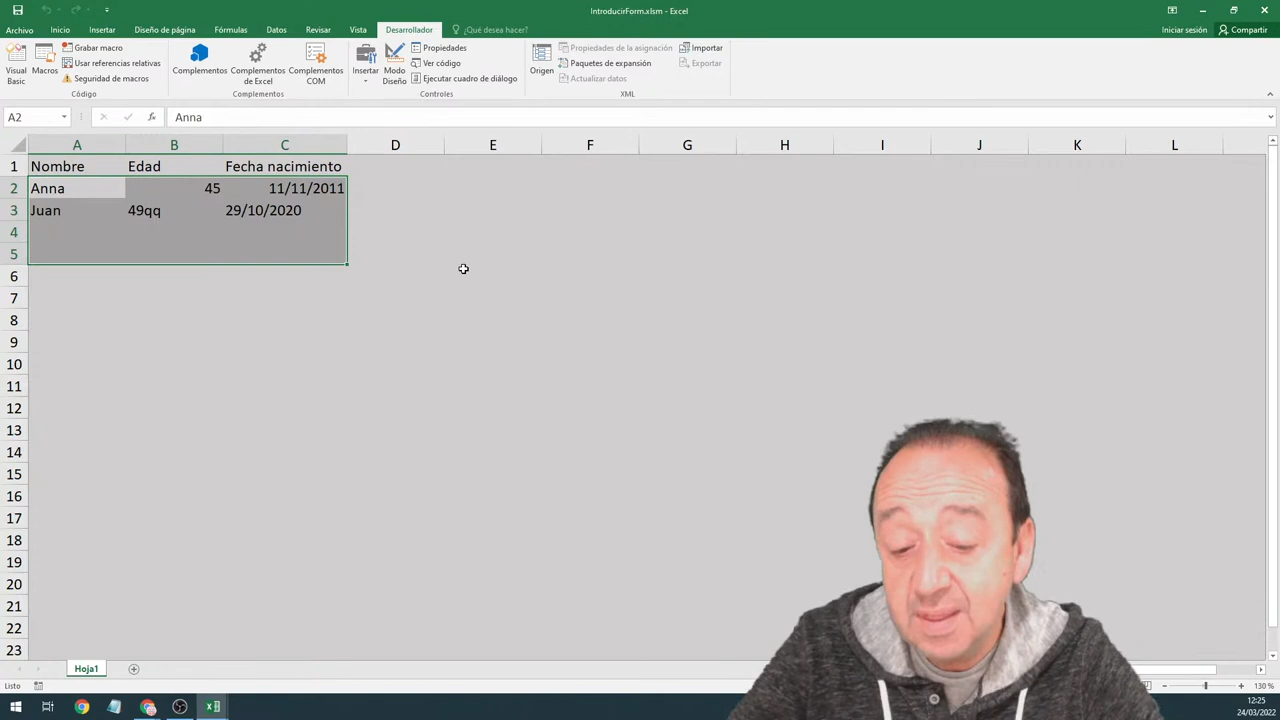 IntroducirForm.xlsm - Excel
Archivo Inicio Insertar Diseño de página Fórmulas Datos Revisar Vista Desarrollador ¿Qué desea hacer? Iniciar sesión Compartir
Visual Basic
Macros
Grabar macro
Usar referencias relativas
Seguridad de macros
Código
Complementos
Complementos de Excel
Complementos COM
Complementos
Insertar
Modo Diseño
Propiedades
Ver código
Ejecutar cuadro de diálogo
Controles
Origen
Propiedades de la asignación
Paquetes de expansión
Actualizar datos
Importar
Exportar
XML
A2 fx Anna
A B C D E F G H I J K L
1 Nombre Edad Fecha nacimiento
2 Anna 45 11/11/2011
3 Juan 49qq 29/10/2020
4
5
6
7
8
9
10
11
12
13
14
15
16
17
18
19
20
21
22
23
Hoja1
Listo 130 %
12:25
24/03/2022